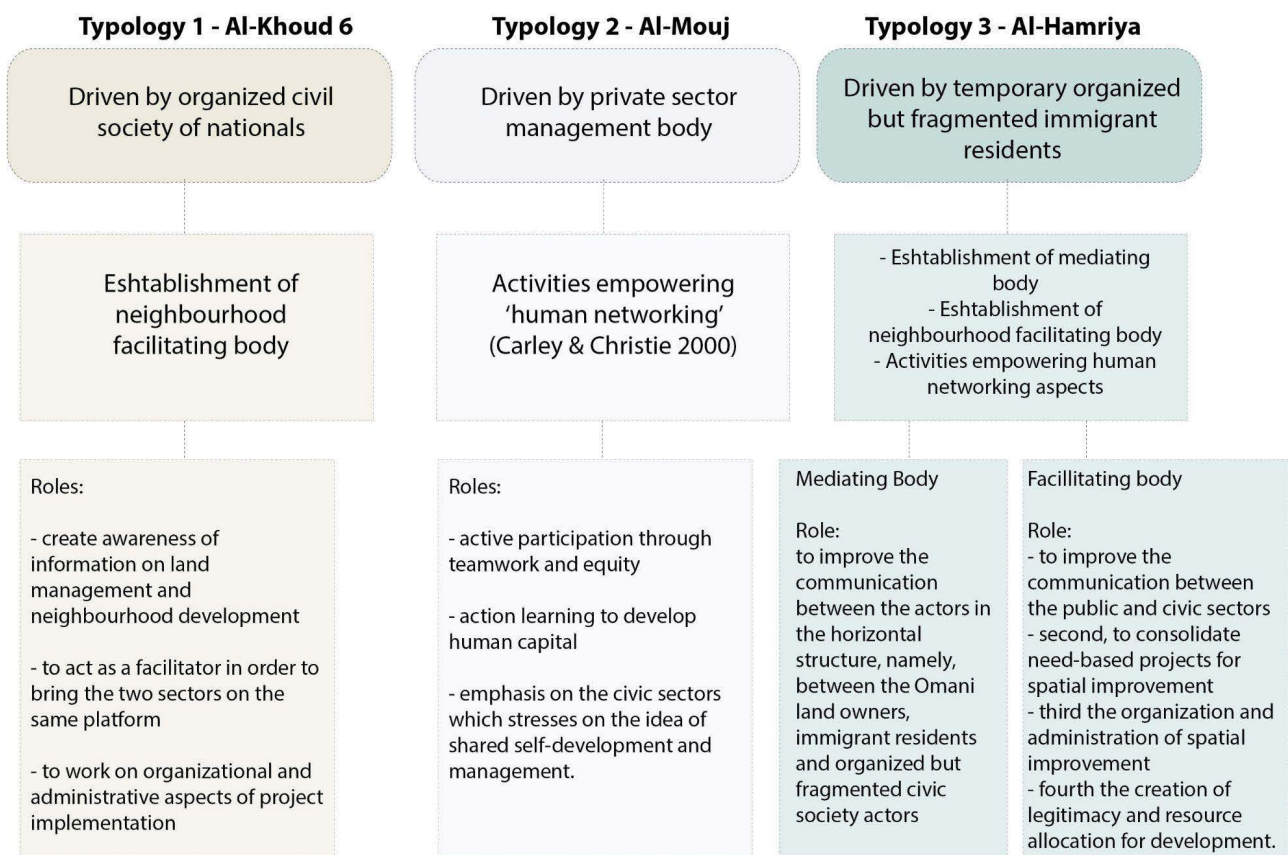 Typology 1 - Al-Khoud 6
Driven by organized civil
society of nationals
Eshtablishment of
neighbourhood
facilitating body
Roles:
- create awareness of
information on land
management and
neighbourhood development
- to act as a facilitator in order to
bring the two sectors on the
same platform
- to work on organizational and
administrative aspects of project
implementation
Typology 2 - Al-Mouj
Driven by private sector
management body
Activities empowering
‘human networking’
(Carley & Christie 2000)
Roles:
- active participation through
teamwork and equity
- action learning to develop
human capital
- emphasis on the civic sectors
which stresses on the idea of
shared self-development and
management.
Typology 3 - Al-Hamriya
Driven by temporary organized
but fragmented immigrant
residents
- Eshtablishment of mediating
body
- Eshtablishment of
neighbourhood facilitating body
- Activities empowering human
networking aspects
Mediating Body
Role:
to improve the
communication
between the actors in
the horizontal
structure, namely,
between the Omani
land owners,
immigrant residents
and organized but
fragmented civic
society actors
Facillitating body
Role:
- to improve the
communication between
the public and civic sectors
- second, to consolidate
need-based projects for
spatial improvement
- third the organization and
administration of spatial
improvement
- fourth the creation of
legitimacy and resource
allocation for development.